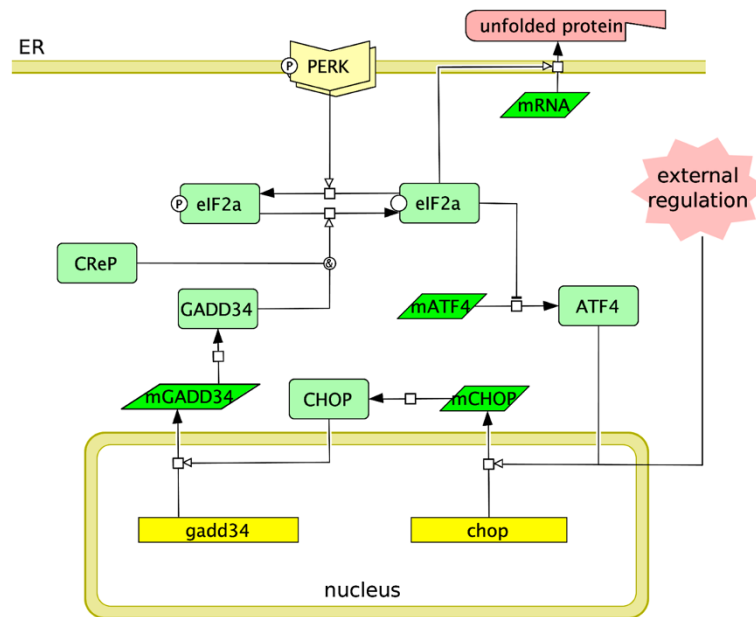 unfolded protein
ER
P
PERK
mRNA
external
regulation
P
eIF2a
eIF2a
CReP
&
GADD34
mATF4
ATF4
mGADD34
CHOP
mCHOP
gadd34
chop
nucleus